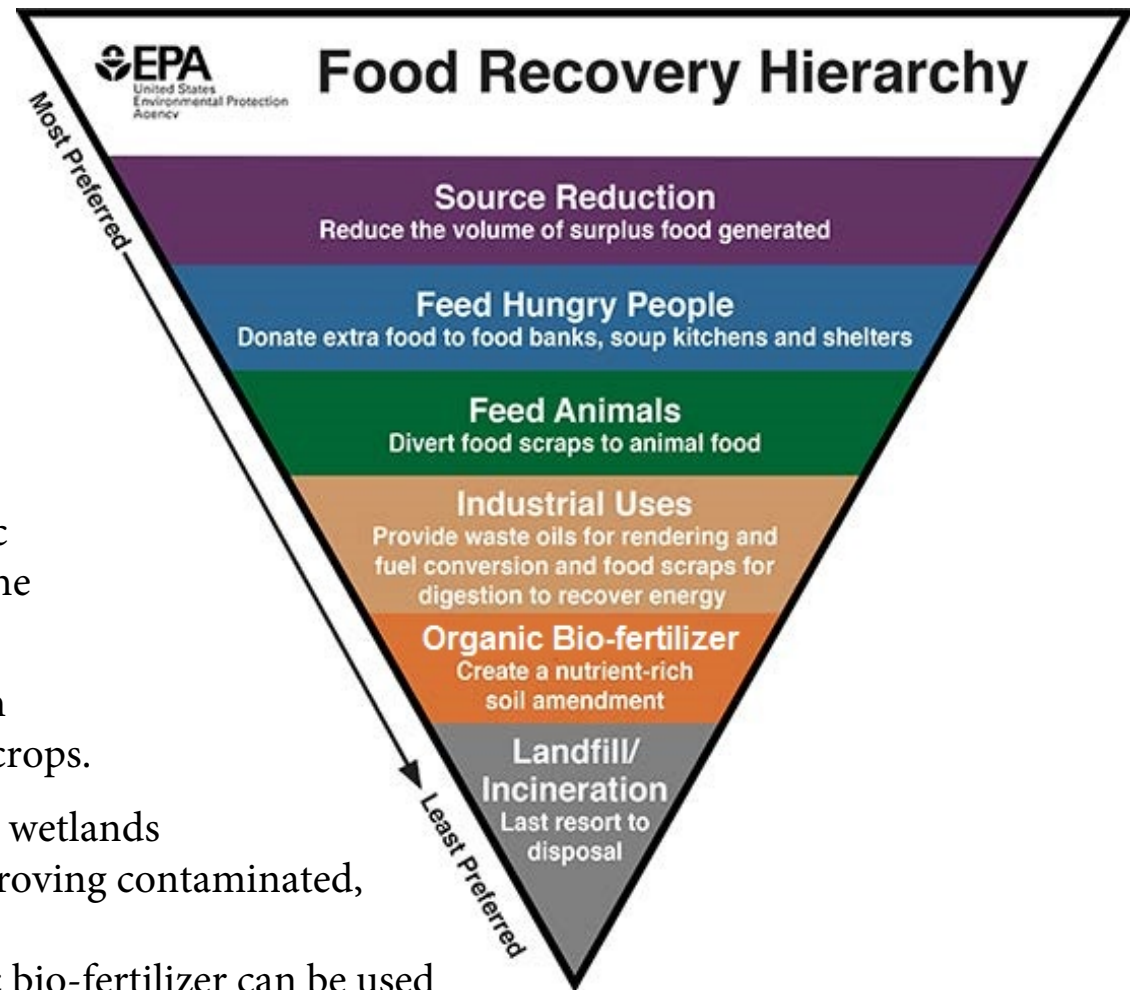 EPA
United States
Environmental Protection
Agency
Food Recovery Hierarchy
Most Preferred
Source Reduction
Reduce the volume of surplus food generated
Feed Hungry People
Donate extra food to food banks, soup kitchens and shelters
Feed Animals
Divert food scraps to animal food
Industrial Uses
Provide waste oils for rendering and
fuel conversion and food scraps for
digestion to recover energy
Organic Bio-fertilizer
Create a nutrient-rich
soil amendment
Landfill/
Incineration
Last resort to
disposal
Least Preferred
crops.
wetlands
contaminated,
bio-fertilizer can be used